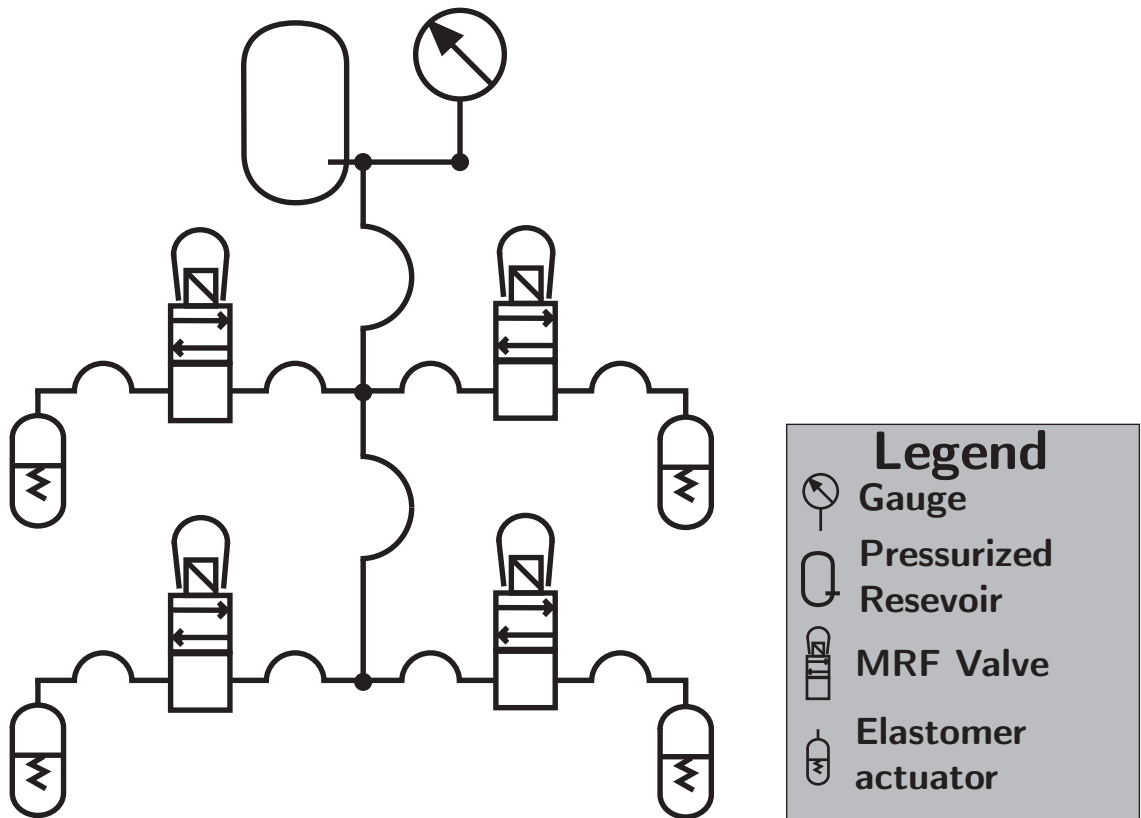 Legend
Gauge
Pressurized
Resevoir
MRF Valve
Elastomer
actuator